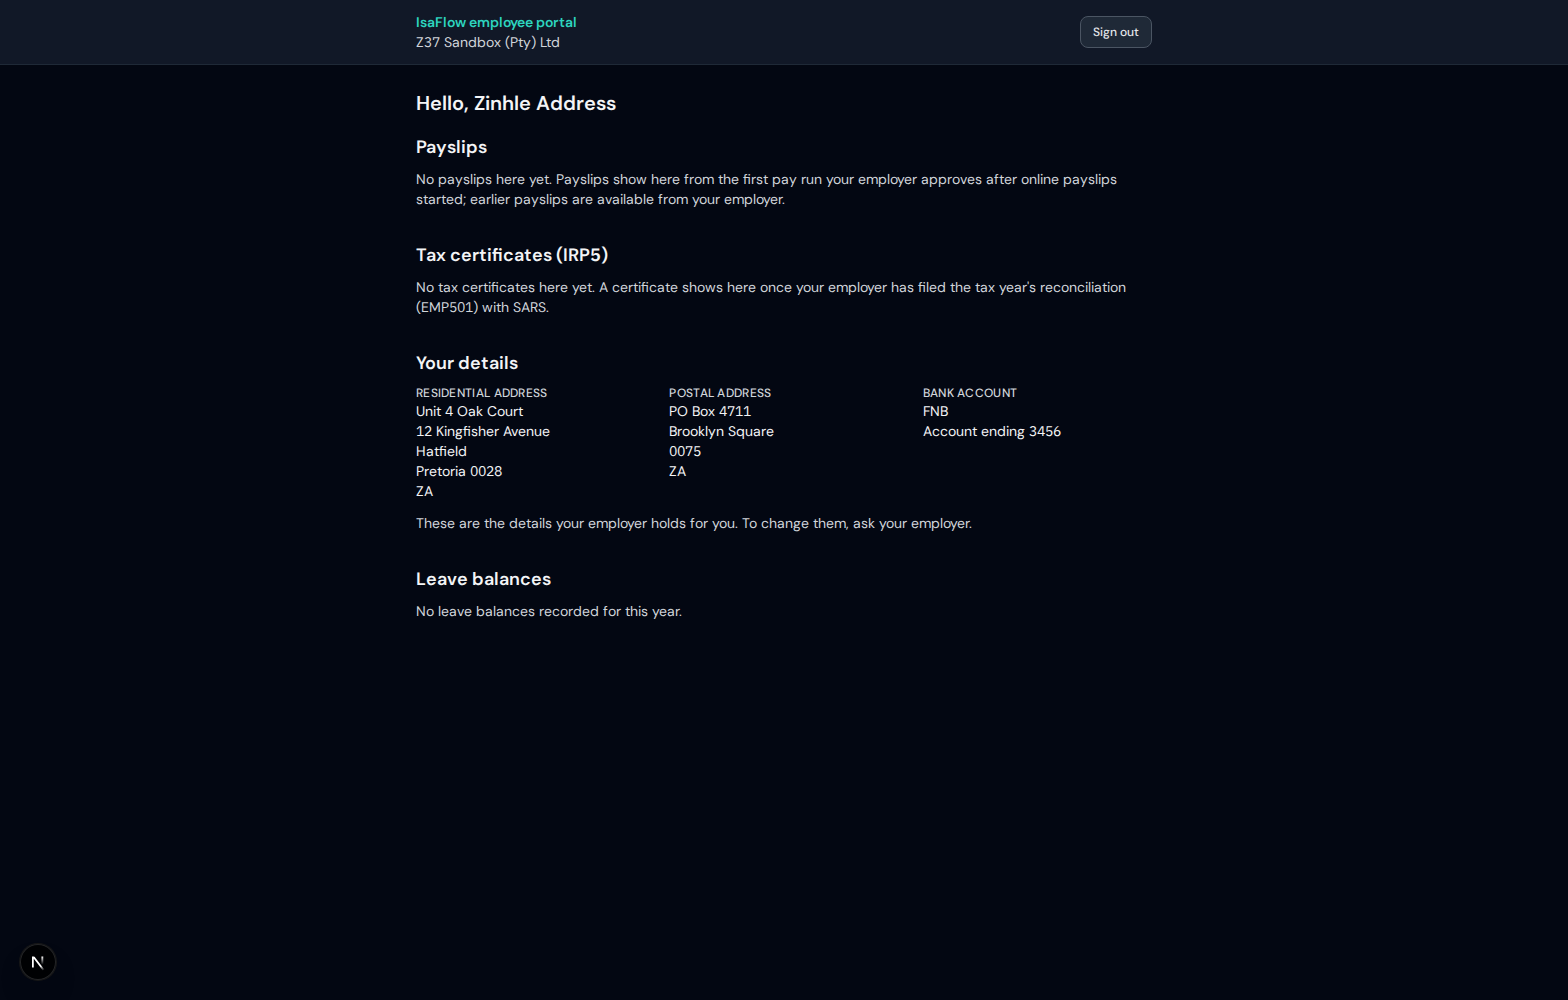 IsaFlow employee portal
Z37 Sandbox (Pty) Ltd
Sign out
Hello, Zinhle Address
Payslips
No payslips here yet. Payslips show here from the first pay run your employer approves after online payslips
started; earlier payslips are available from your employer.
Tax certificates (IRP5)
No tax certificates here yet. A certificate shows here once your employer has filed the tax year's reconciliation
(EMP501) with SARS.
Your details
RESIDENTIAL ADDRESS
Unit 4 Oak Court
12 Kingfisher Avenue
Hatfield
Pretoria 0028
ZA
POSTAL ADDRESS
PO Box 4711
Brooklyn Square
0075
ZA
BANK ACCOUNT
FNB
Account ending 3456
These are the details your employer holds for you. To change them, ask your employer.
Leave balances
No leave balances recorded for this year.
N